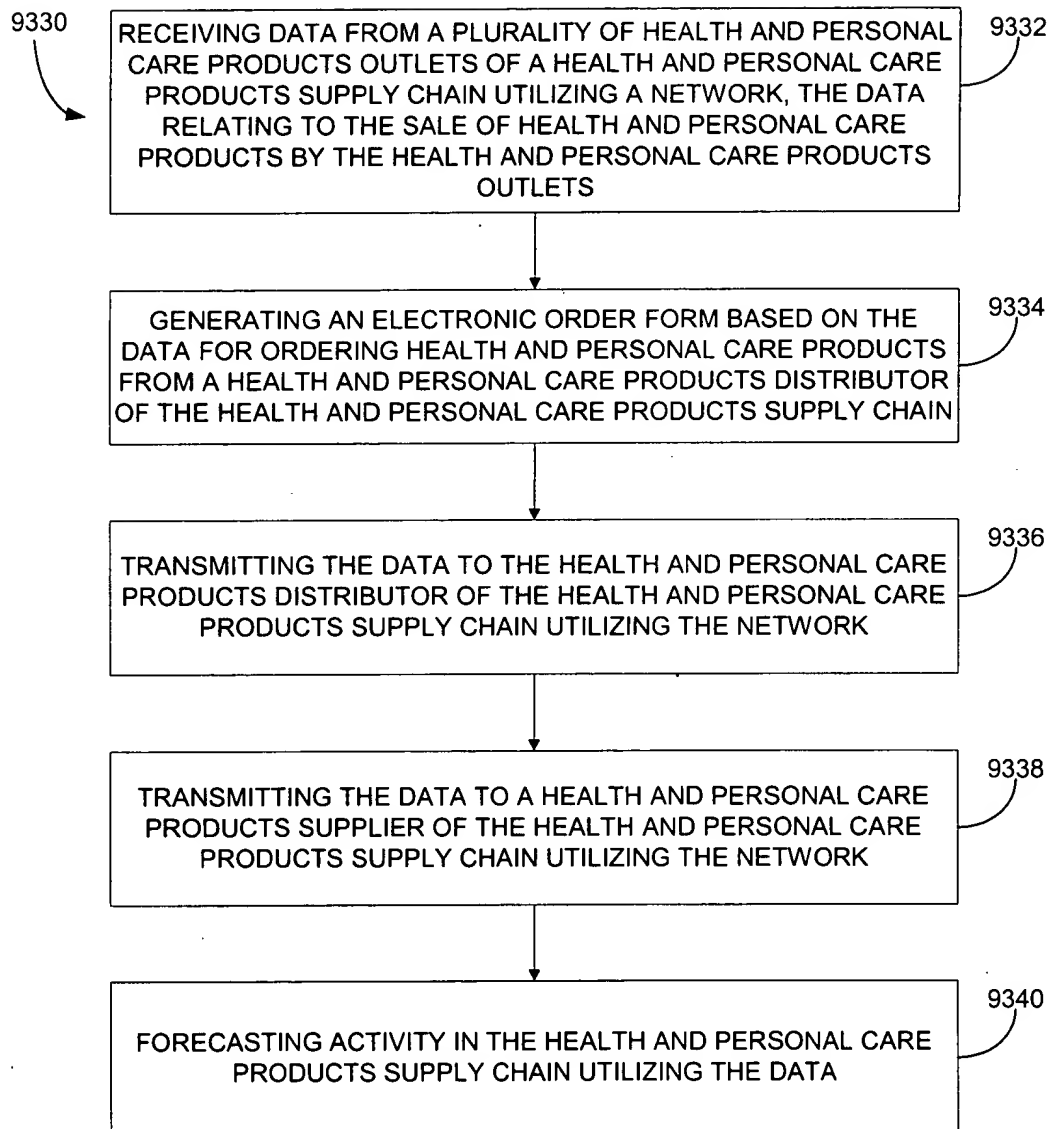 9330
RECEIVING DATA FROM A PLURALITY OF HEALTH AND PERSONAL
CARE PRODUCTS OUTLETS OF A HEALTH AND PERSONAL CARE
PRODUCTS SUPPLY CHAIN UTILIZING A NETWORK, THE DATA
RELATING TO THE SALE OF HEALTH AND PERSONAL CARE
PRODUCTS BY THE HEALTH AND PERSONAL CARE PRODUCTS
OUTLETS
9332
GENERATING AN ELECTRONIC ORDER FORM BASED ON THE
DATA FOR ORDERING HEALTH AND PERSONAL CARE PRODUCTS
FROM A HEALTH AND PERSONAL CARE PRODUCTS DISTRIBUTOR
OF THE HEALTH AND PERSONAL CARE PRODUCTS SUPPLY CHAIN
9334
TRANSMITTING THE DATA TO THE HEALTH AND PERSONAL CARE
PRODUCTS DISTRIBUTOR OF THE HEALTH AND PERSONAL CARE
PRODUCTS SUPPLY CHAIN UTILIZING THE NETWORK
9336
TRANSMITTING THE DATA TO A HEALTH AND PERSONAL CARE
PRODUCTS SUPPLIER OF THE HEALTH AND PERSONAL CARE
PRODUCTS SUPPLY CHAIN UTILIZING THE NETWORK
9338
FORECASTING ACTIVITY IN THE HEALTH AND PERSONAL CARE
PRODUCTS SUPPLY CHAIN UTILIZING THE DATA
9340